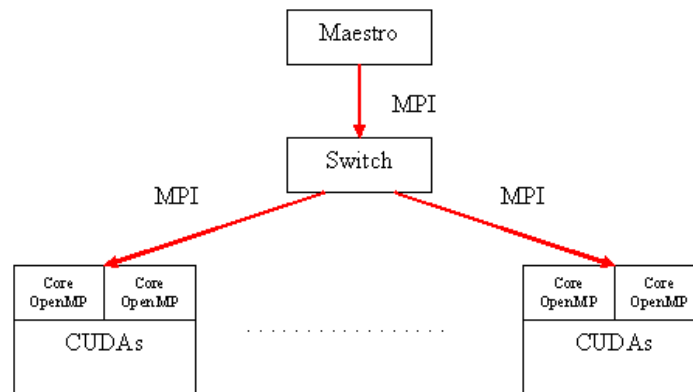 Maestro
MPI
Switch
MPI
MPI
Core
OpenMP
Core
OpenMP
CUDAs
Core
OpenMP
Core
OpenMP
CUDAs